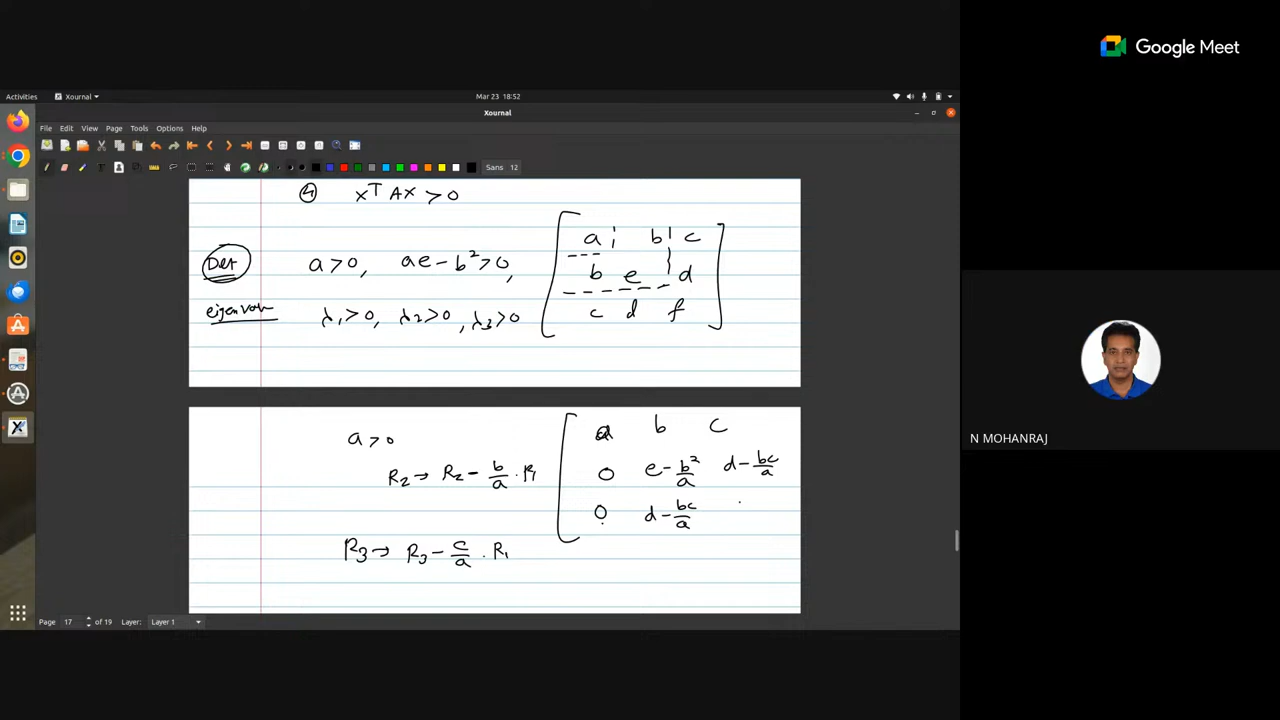 Google Meet
Activities Xournal Mar 23 18:52
Xournal
File Edit View Page Tools Options Help
Sans 12
④ x^T A x > 0
Det a > 0, ae - b² > 0,
eigenval λ₁ > 0, λ₂ > 0, λ₃ > 0
a b c
b e d
c d f
a > 0
R₂ → R₂ - b/a · R₁
R₃ → R₃ - c/a · R₁
a b c
0 e - b²/a d - bc/a
0 d - bc/a
N MOHANRAJ
Page 17 of 19 Layer: Layer 1